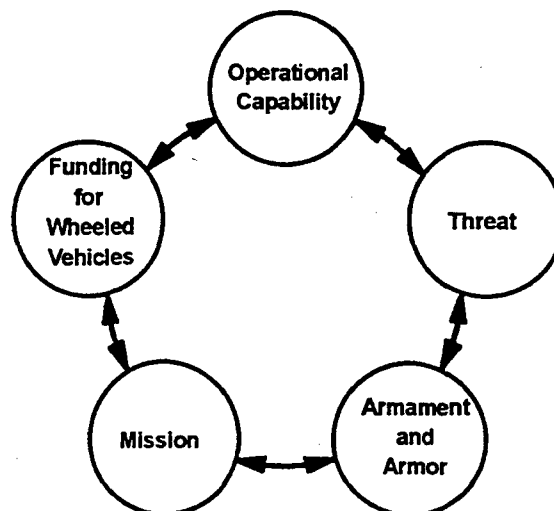 Operational
Capability
Funding
for
Wheeled
Vehicles
Threat
Mission
Armament
and
Armor